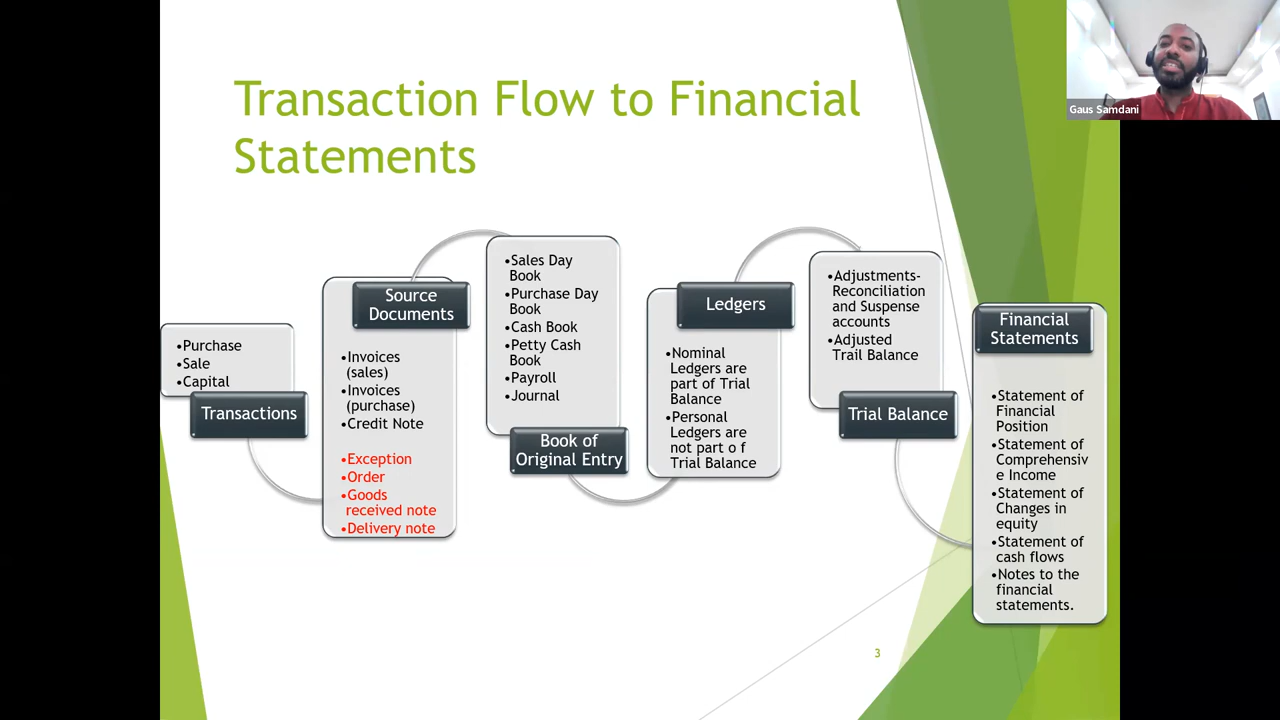 Transaction Flow to Financial
Statements
Gaus Samdani
•Purchase
•Sale
•Capital
Transactions
Source
Documents
•Invoices
(sales)
•Invoices
(purchase)
•Credit Note
•Exception
•Order
•Goods
received note
•Delivery note
•Sales Day
Book
•Purchase Day
Book
•Cash Book
•Petty Cash
Book
•Payroll
•Journal
Book of
Original Entry
Ledgers
•Nominal
Ledgers are
part of Trial
Balance
•Personal
Ledgers are
not part o f
Trial Balance
•Adjustments-
Reconciliation
and Suspense
accounts
•Adjusted
Trail Balance
Trial Balance
Financial
Statements
•Statement of
Financial
Position
•Statement of
Comprehensiv
e Income
•Statement of
Changes in
equity
•Statement of
cash flows
•Notes to the
financial
statements.
3